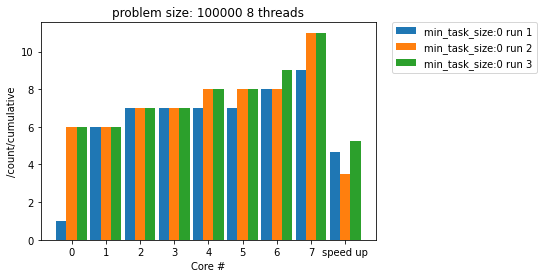 problem size: 100000 8 threads
min_task_size:0 run 1
min_task_size:0 run 2
min_task_size:0 run 3
/count/cumulative
10
8
6
4
2
0
0 1 2 3 4 5 6 7 speed up
Core #